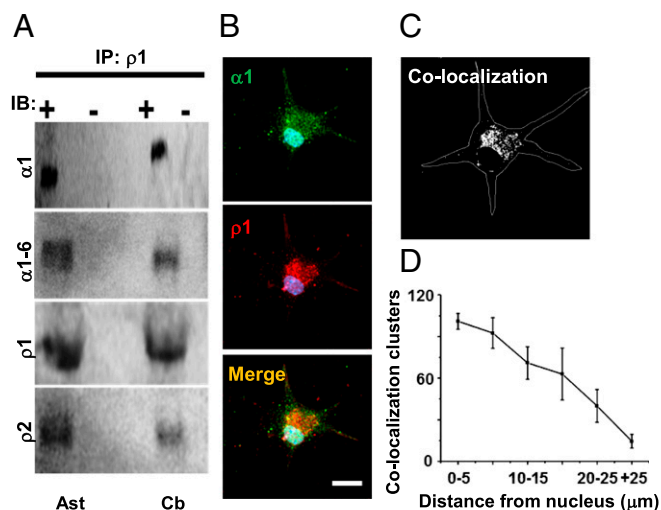 A
IP: ρ1
IB: + - + -
α1
α1-6
ρ1
ρ2
Ast Cb
B
α1
ρ1
Merge
C
Co-localization
D
Co-localization clusters
120
60
0
0-5 10-15 20-25 +25
Distance from nucleus (μm)